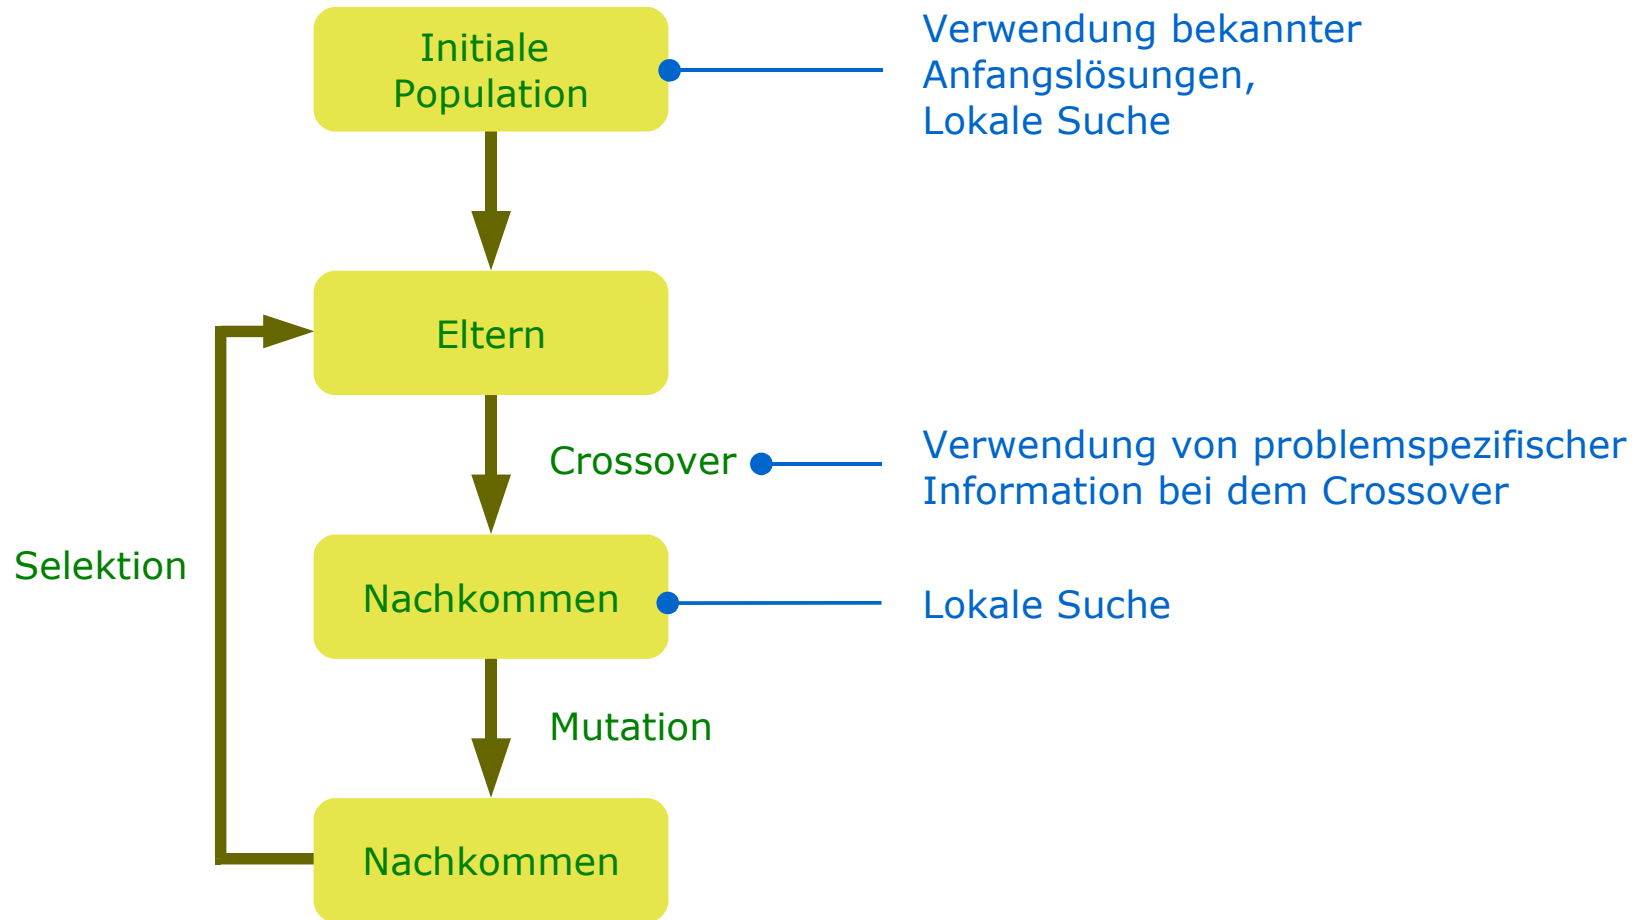 Initiale
Population
Verwendung bekannter
Anfangslösungen,
Lokale Suche
Eltern
Crossover
Verwendung von problemspezifischer
Information bei dem Crossover
Selektion
Nachkommen
Lokale Suche
Mutation
Nachkommen